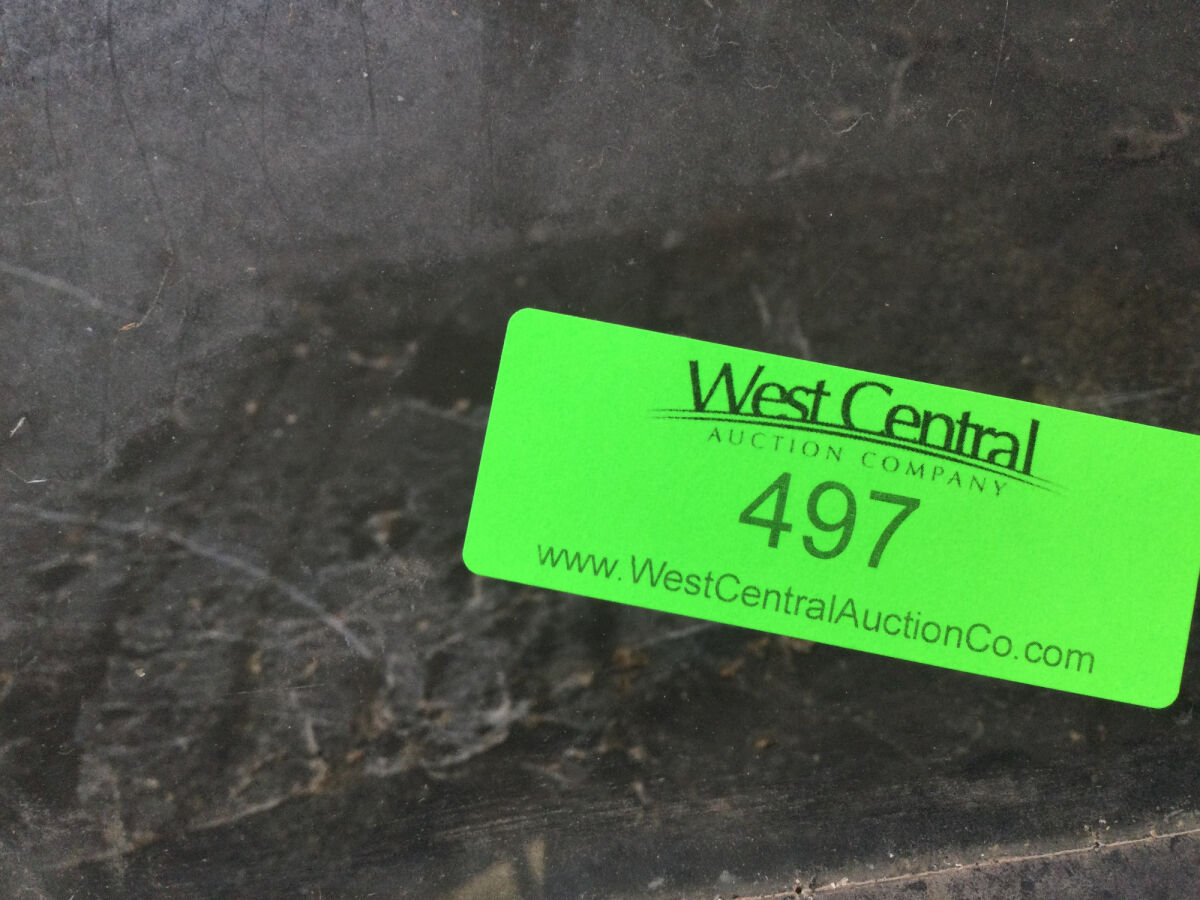 West Central
AUCTION COMPANY
497
www.WestCentralAuctionCo.com